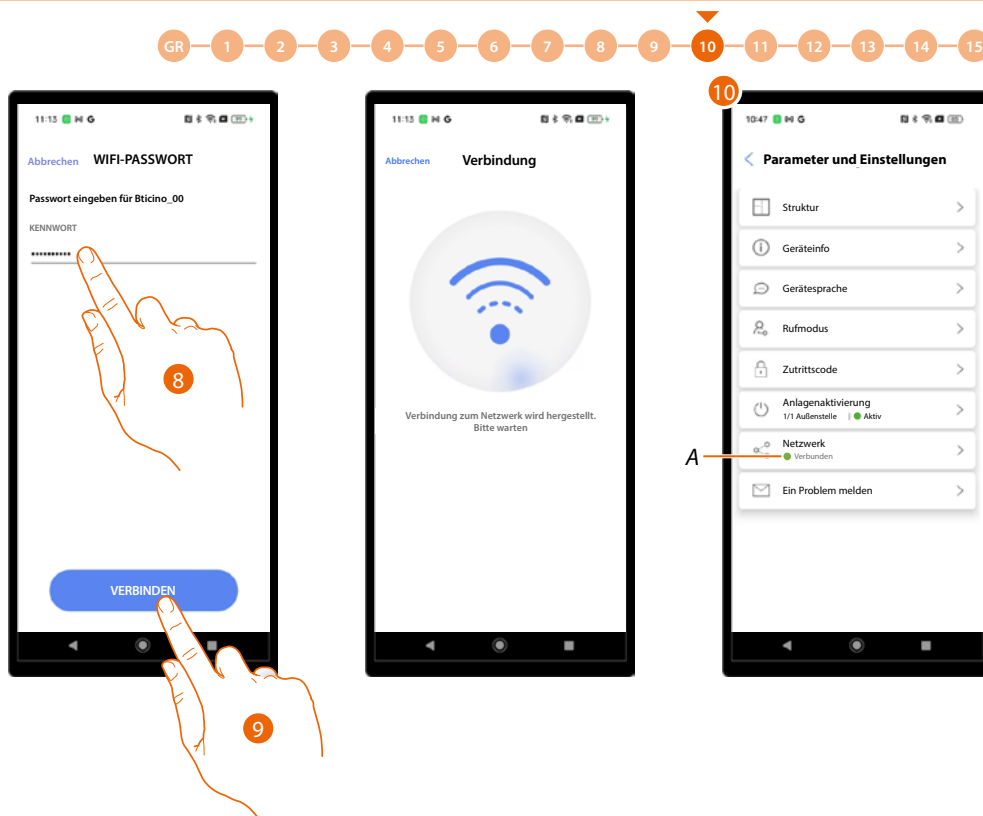 GR 1 2 3 4 5 6 7 8 9 10 11 12 13 14 15
11:13
Abbrechen WIFI-PASSWORT
Passwort eingeben für Bticino_00
KENNWORT
••••••••••
8
VERBINDEN
9
11:13
Abbrechen Verbindung
Verbindung zum Netzwerk wird hergestellt.
Bitte warten
10
10:47
Parameter und Einstellungen
Struktur
Geräteinfo
Gerätesprache
Rufmodus
Zutrittscode
Anlagenaktivierung
1/1 Außenstelle | Aktiv
A
Netzwerk
Verbunden
Ein Problem melden